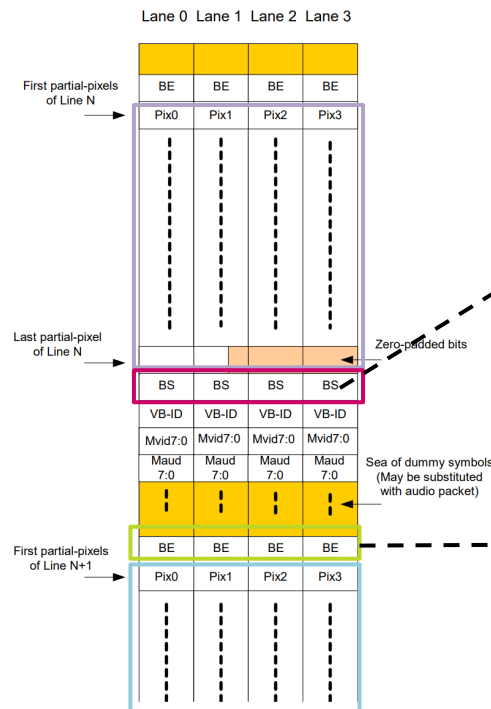 Lane 0 Lane 1 Lane 2 Lane 3
BE BE BE BE
First partial-pixels
of Line N
Pix0 Pix1 Pix2 Pix3
Last partial-pixel
of Line N
Zero-padded bits
BS BS BS BS
VB-ID VB-ID VB-ID VB-ID
Mvid7:0 Mvid7:0 Mvid7:0 Mvid7:0
Maud Maud Maud Maud
7:0 7:0 7:0 7:0
Sea of dummy symbols
(May be substituted
with audio packet)
BE BE BE BE
First partial-pixels
of Line N+1
Pix0 Pix1 Pix2 Pix3